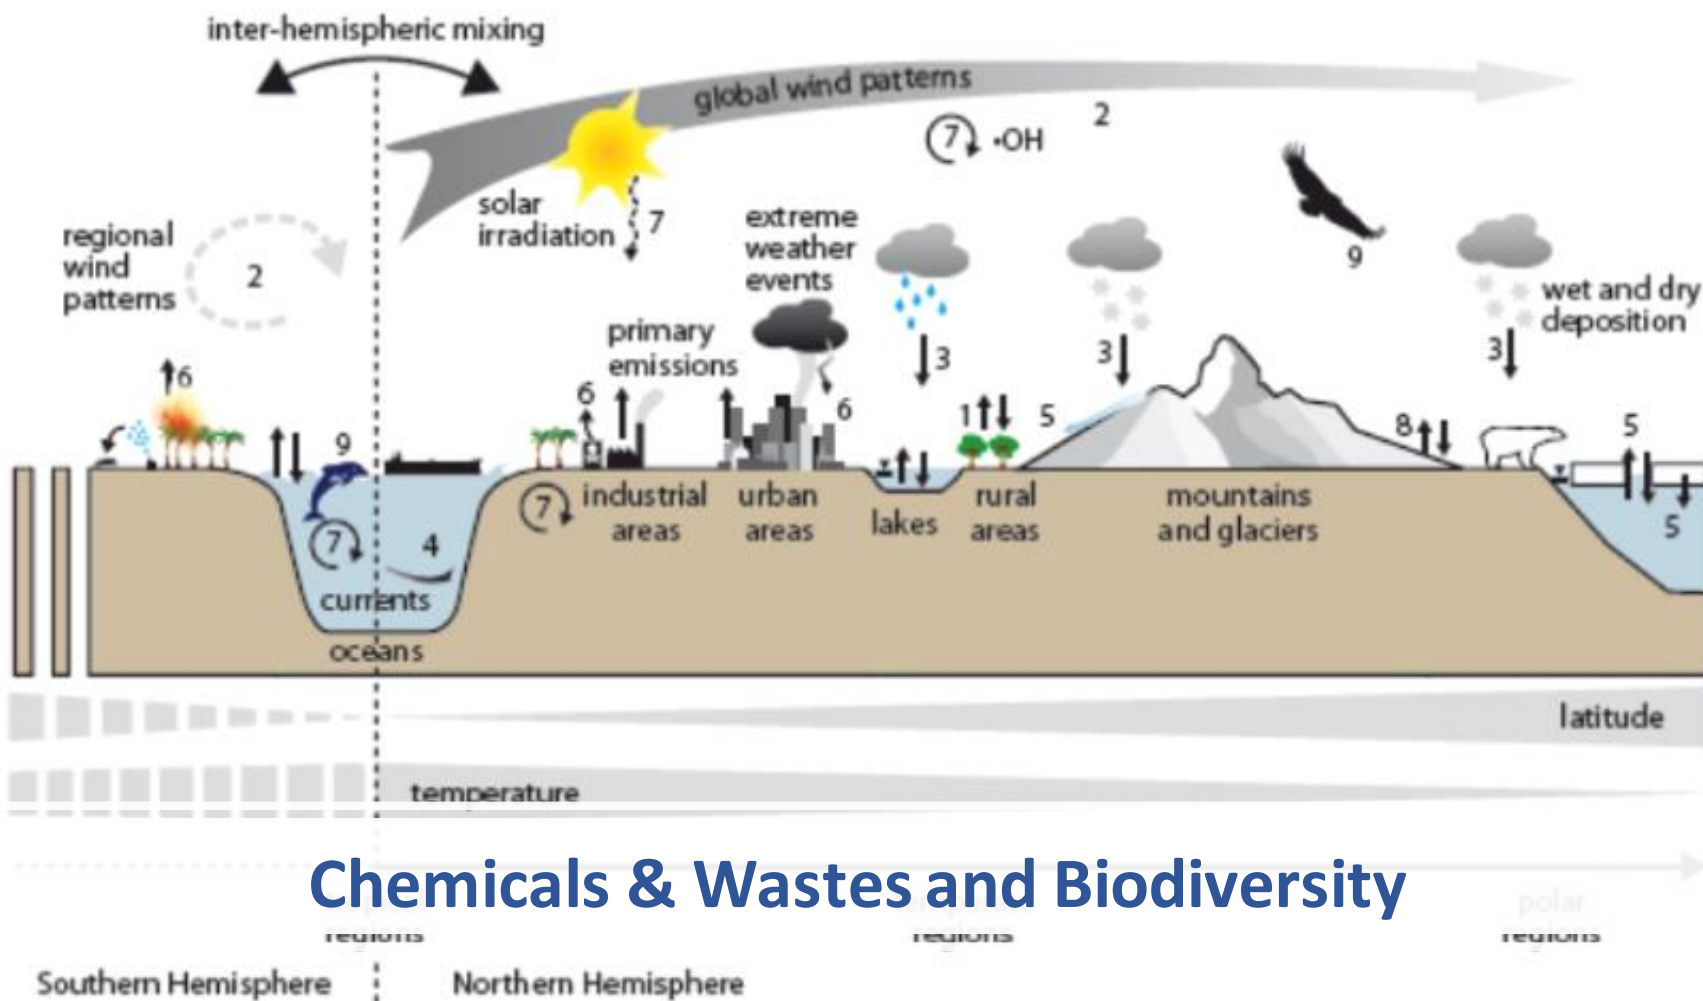 inter-hemispheric mixing
global wind patterns
2
7 •OH
solar
irradiation
7
extreme
weather
events
regional
wind
patterns
2
9
wet and dry
deposition
primary
emissions
3
3
3
6
6
6
1
5
8
5
9
7
4
currents
oceans
7
industrial
areas
urban
areas
lakes
rural
areas
mountains
and glaciers
5
latitude
temperature
Chemicals & Wastes and Biodiversity
polar
regions
regions
regions
Southern Hemisphere
Northern Hemisphere